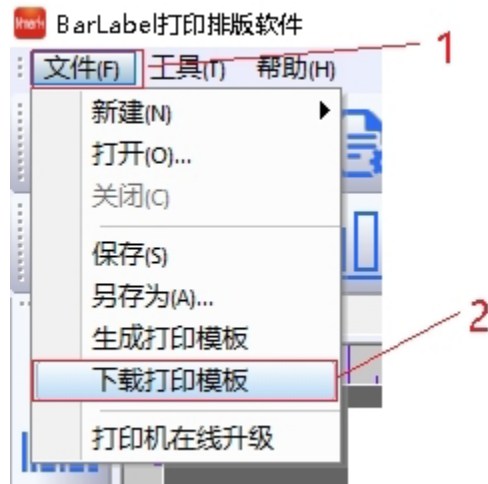 BarLabel打印排版软件
1
文件(F) 工具(T) 帮助(H)
新建(N)
打开(O)...
关闭(C)
保存(S)
另存为(A)...
2
生成打印模板
下载打印模板
打印机在线升级